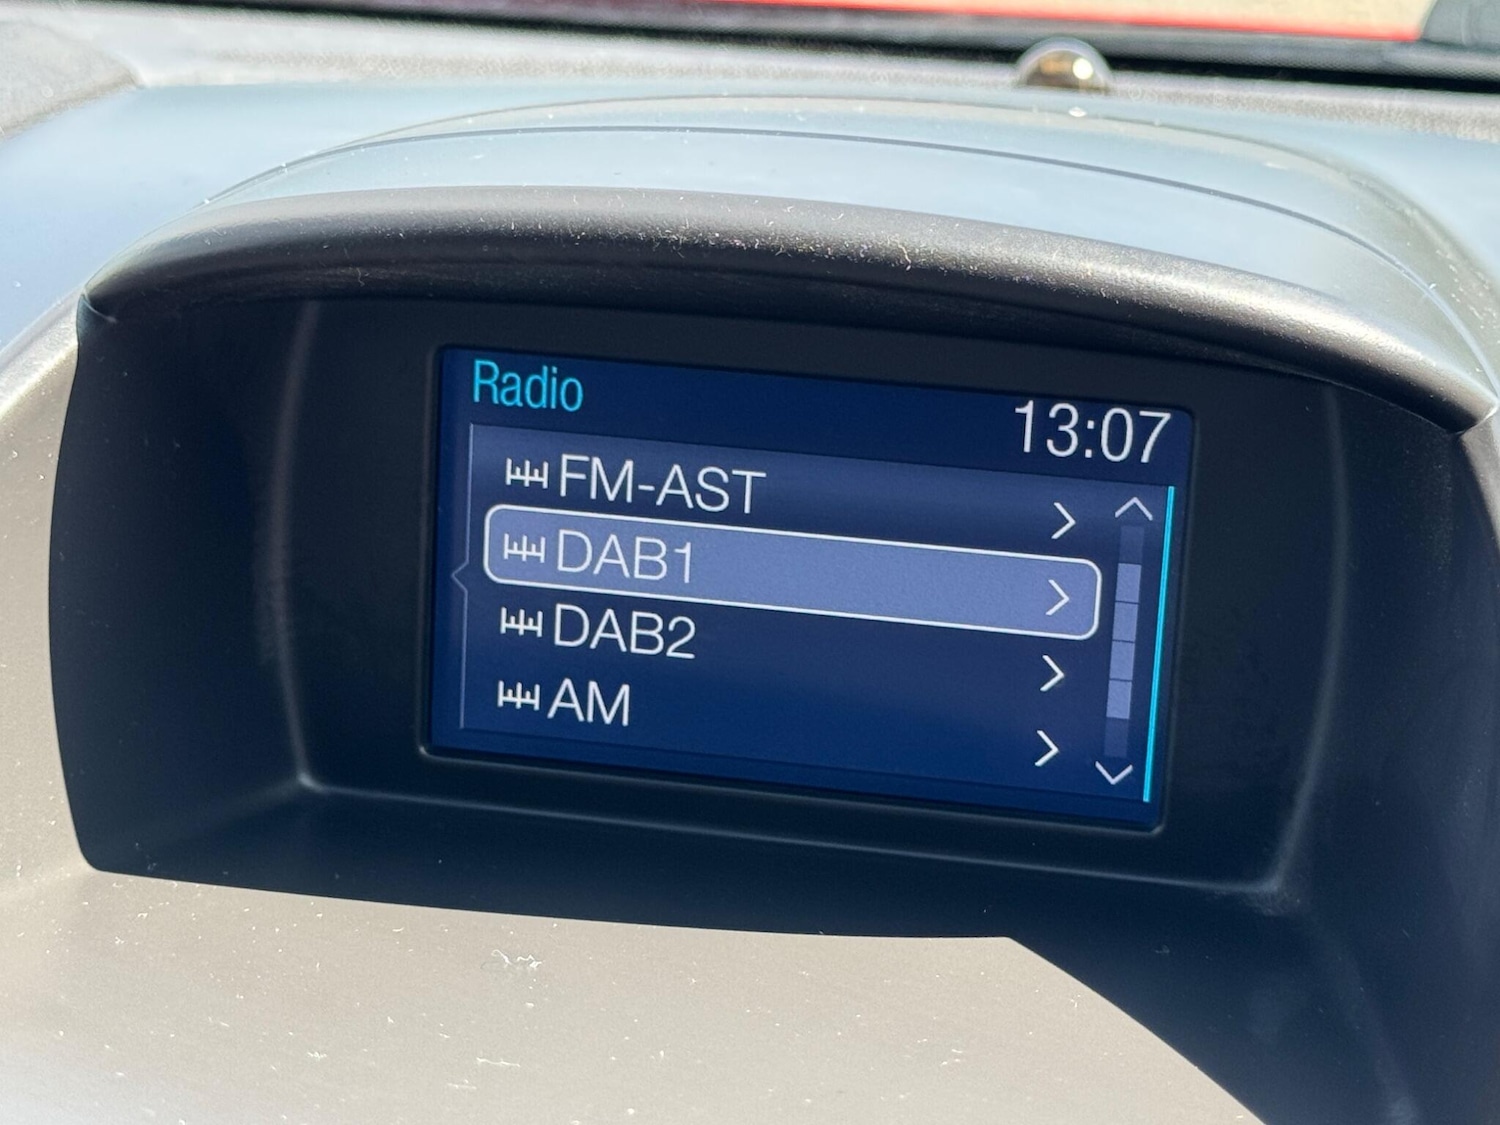 Radio
13:07
FM-AST
DAB1
DAB2
AM